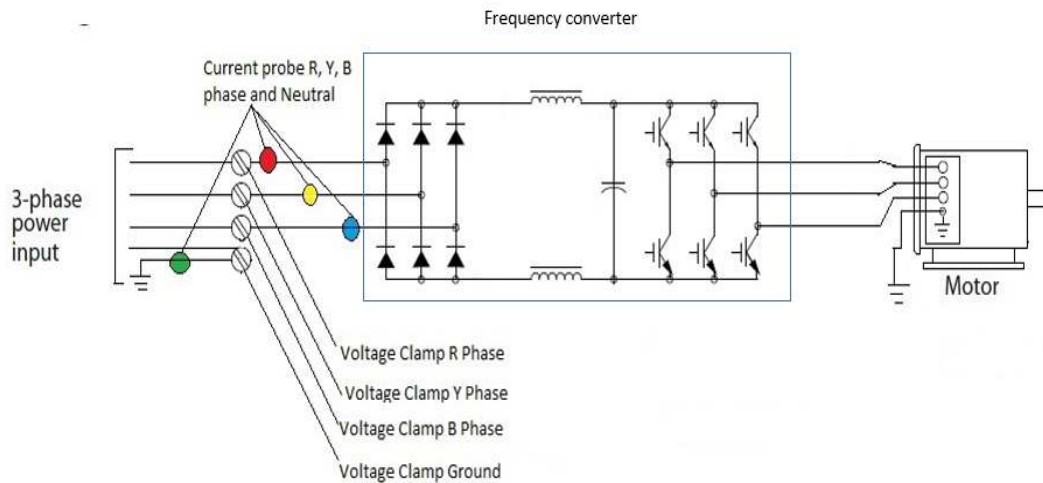 Frequency converter
Current probe R, Y, B
phase and Neutral
3-phase
power
input
Motor
Voltage Clamp R Phase
Voltage Clamp Y Phase
Voltage Clamp B Phase
Voltage Clamp Ground